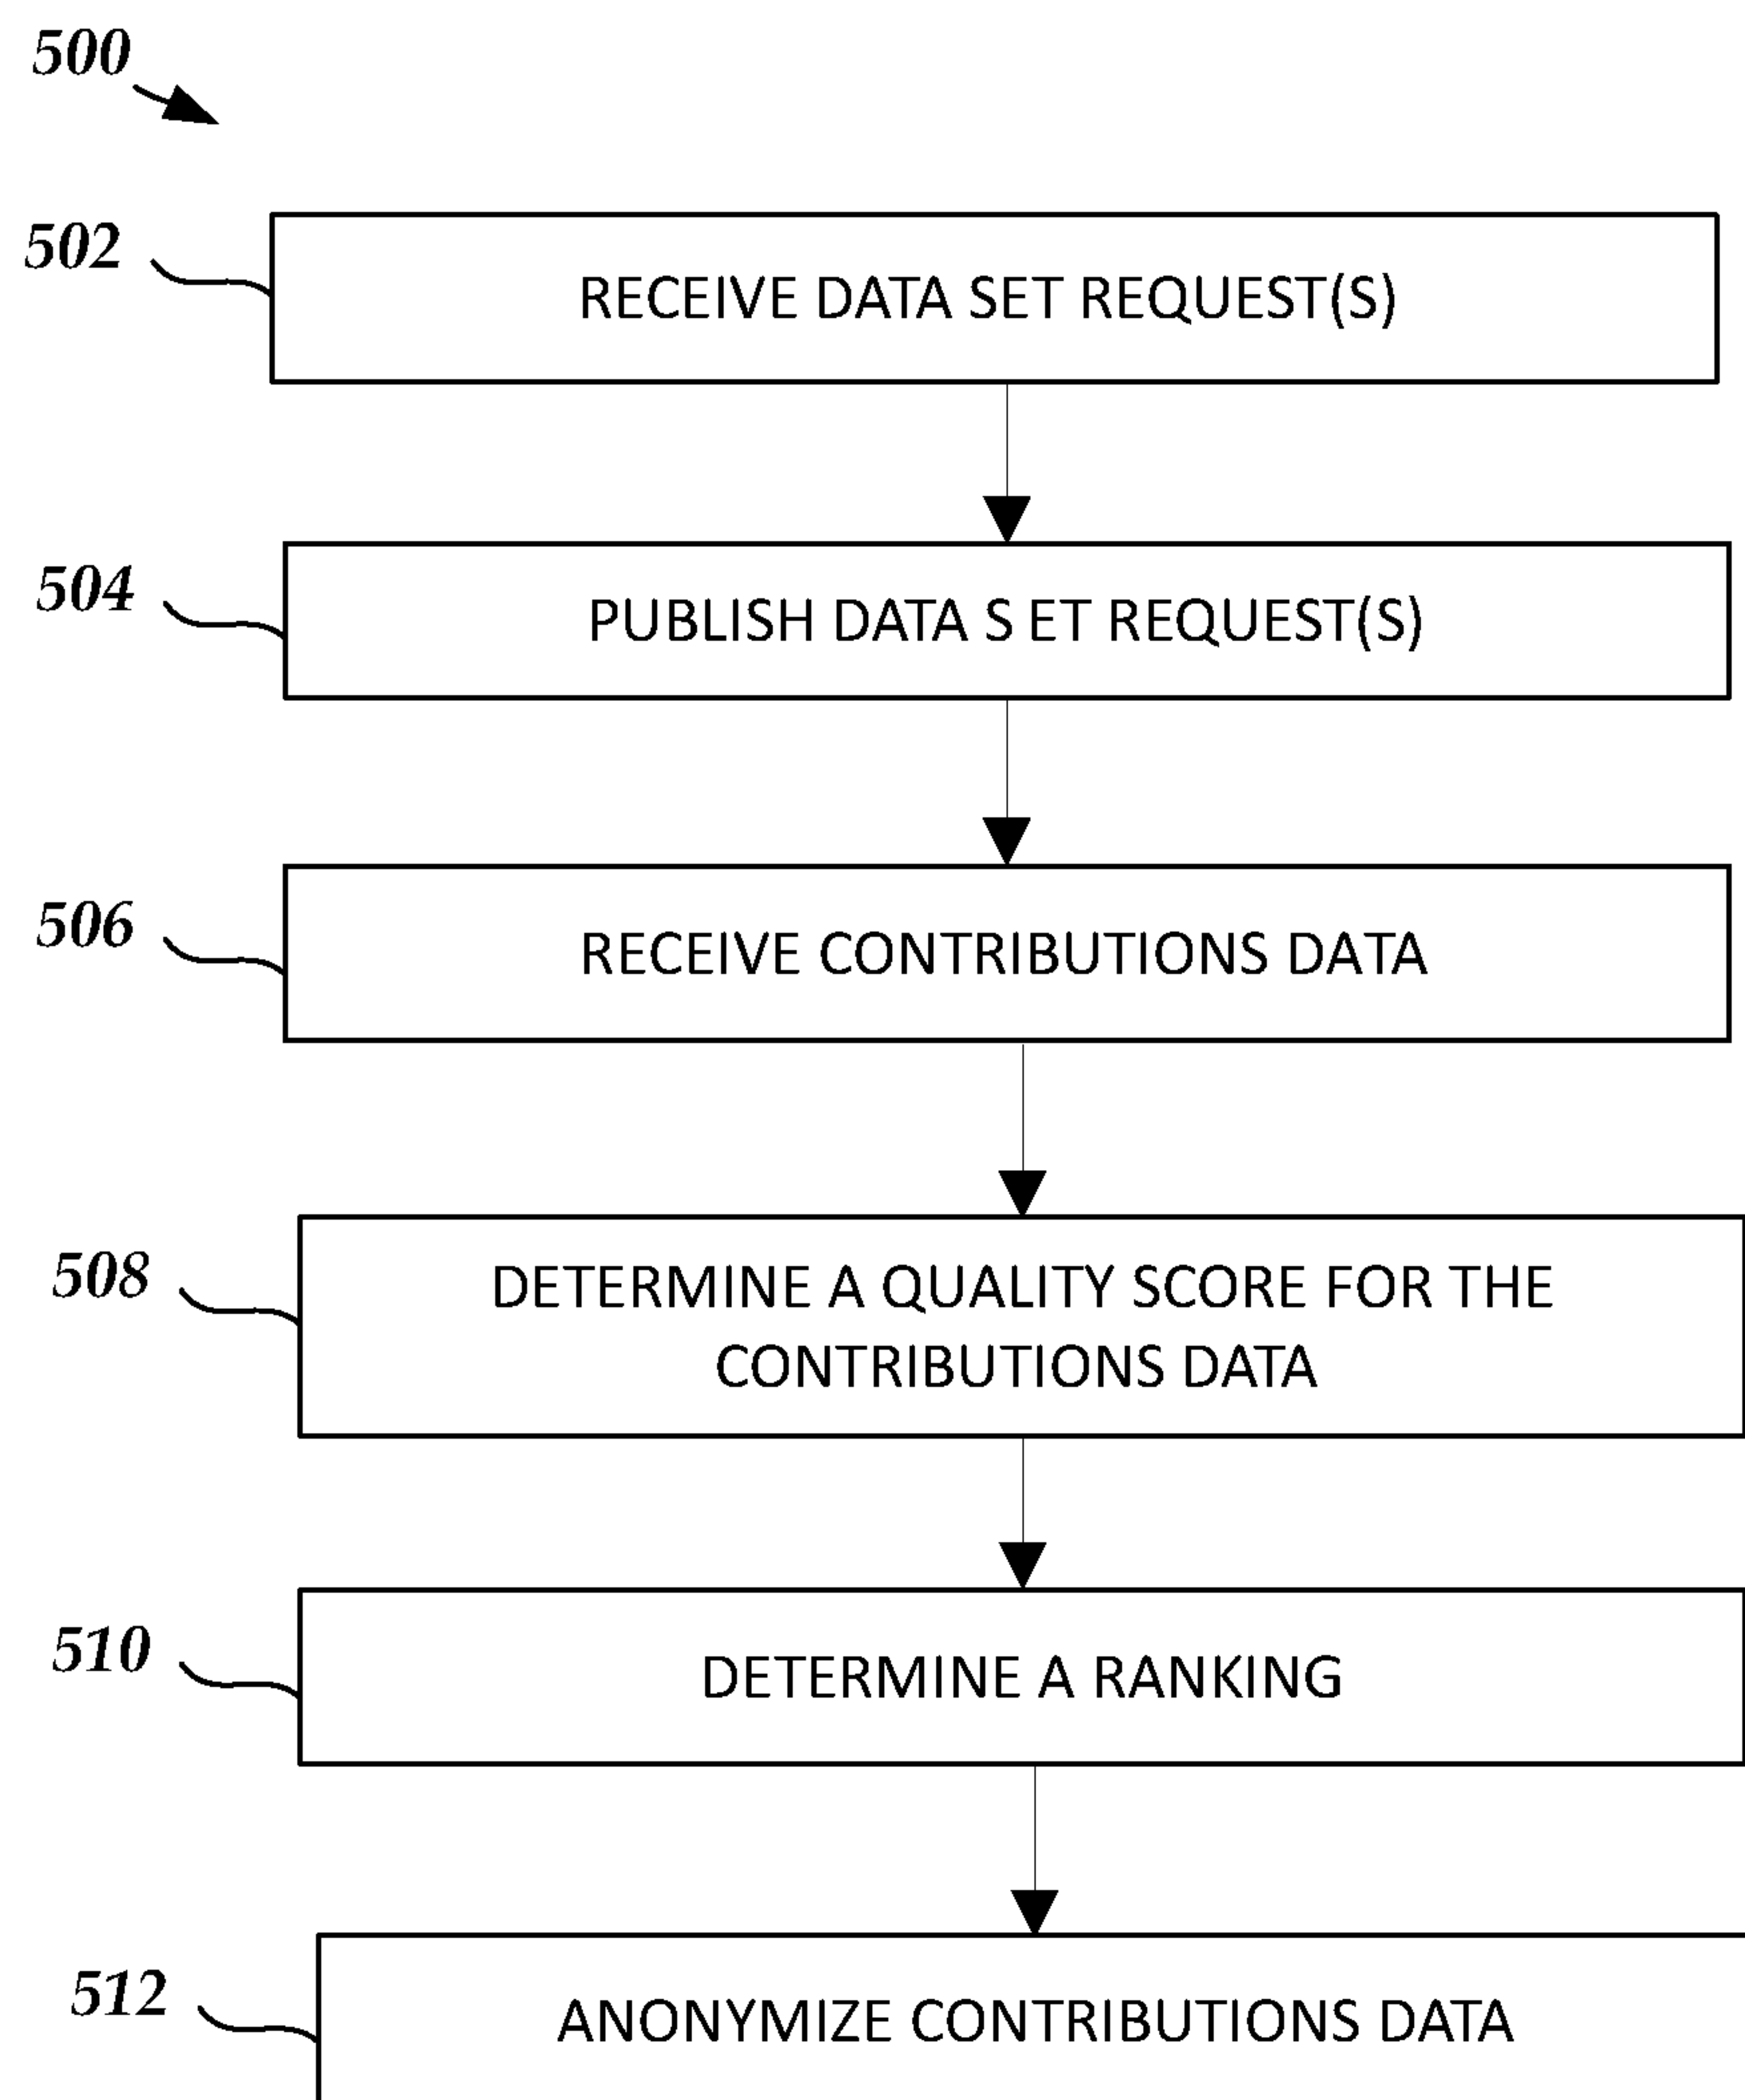 500
502
RECEIVE DATA SET REQUEST(S)
504
PUBLISH DATA S ET REQUEST(S)
506
RECEIVE CONTRIBUTIONS DATA
508
DETERMINE A QUALITY SCORE FOR THE
CONTRIBUTIONS DATA
510
DETERMINE A RANKING
512
ANONYMIZE CONTRIBUTIONS DATA